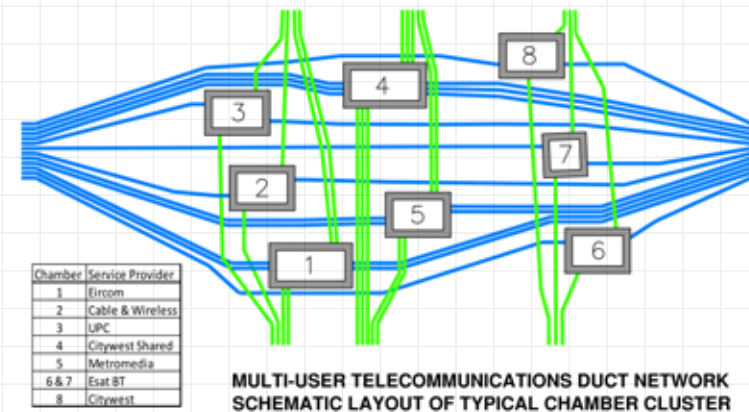 8
4
3
7
2
5
6
1
Chamber Service Provider
1 Eircom
2 Cable & Wireless
3 UPC
4 Citywest Shared
5 Metromedia
6 & 7 Esat BT
8 Citywest
MULTI-USER TELECOMMUNICATIONS DUCT NETWORK
SCHEMATIC LAYOUT OF TYPICAL CHAMBER CLUSTER